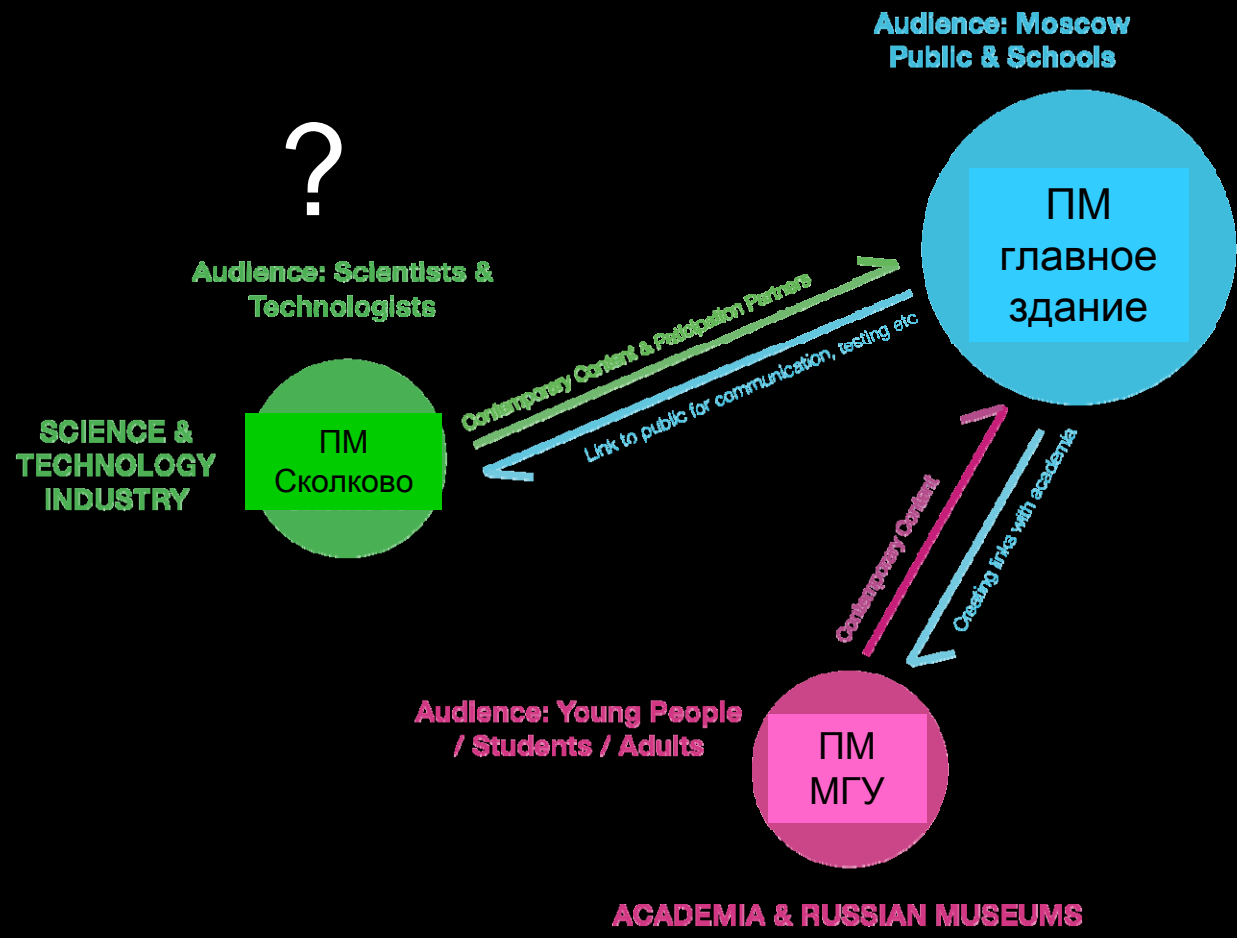 Audience: Moscow
Public & Schools
?
ПМ
главное
здание
Audience: Scientists &
Technologists
Contemporary Content & Paticipation Partners
Link to public for communication, testing etc
SCIENCE &
TECHNOLOGY
INDUSTRY
ПМ
Сколково
Contemporary Content
Creating links with academia
Audience: Young People
/ Students / Adults
ПМ
МГУ
ACADEMIA & RUSSIAN MUSEUMS